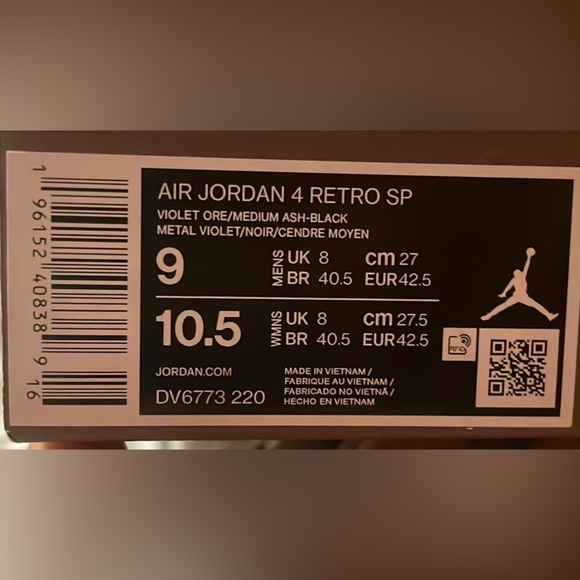 1 96152 40838 9 16
AIR JORDAN 4 RETRO SP
VIOLET ORE/MEDIUM ASH-BLACK
METAL VIOLET/NOIR/CENDRE MOYEN
9 MENS UK 8 cm 27
BR 40.5 EUR 42.5
10.5 WMNS UK 8 cm 27.5
BR 40.5 EUR 42.5
RFID
JORDAN.COM
DV6773 220
MADE IN VIETNAM /
FABRIQUE AU VIETNAM /
FABRICADO NO VIETNÃ /
HECHO EN VIETNAM